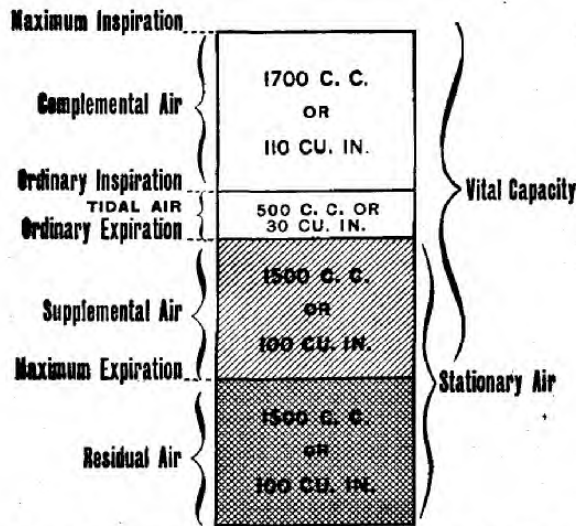 Maximum Inspiration
1700 C. C.
Complemental Air
OR
110 CU. IN.
Ordinary Inspiration
Vital Capacity
TIDAL AIR
500 C. C. OR
Ordinary Expiration
30 CU. IN.
1500 C. C.
Supplemental Air
OR
100 CU. IN.
Maximum Expiration
Stationary Air
1500 C. C.
OR
Residual Air
100 CU. IN.